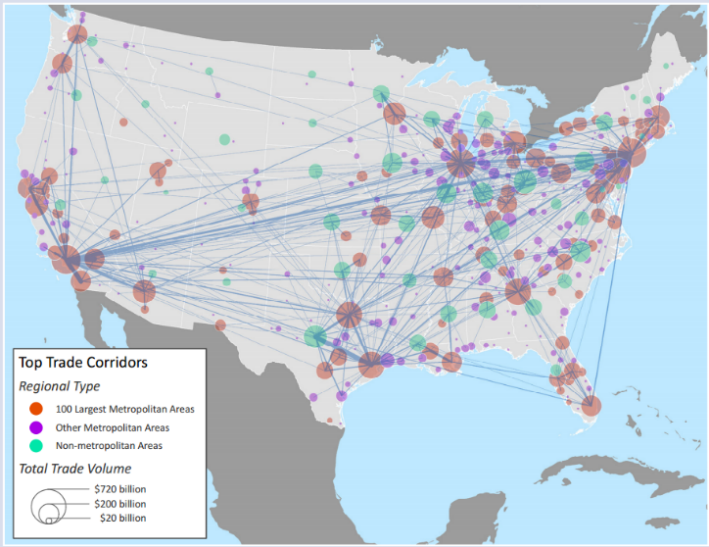 Top Trade Corridors
Regional Type
100 Largest Metropolitan Areas
Other Metropolitan Areas
Non-metropolitan Areas
Total Trade Volume
$720 billion
$200 billion
$20 billion